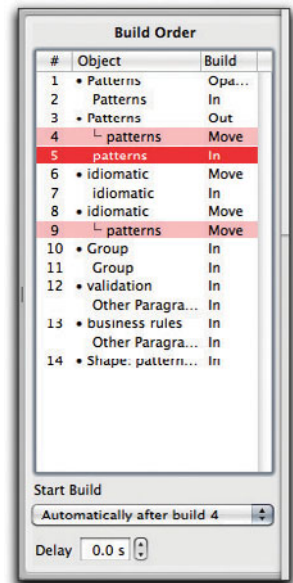 Build Order
# Object Build
1 • Patterns Opa...
2 Patterns In
3 • Patterns Out
4 └ patterns Move
5 patterns In
6 • idiomatic Move
7 idiomatic In
8 • idiomatic Move
9 └ patterns Move
10 • Group In
11 Group In
12 • validation In
Other Paragra... In
13 • business rules In
Other Paragra... In
14 • Shape: pattern... In
Start Build
Automatically after build 4
Delay 0.0 s